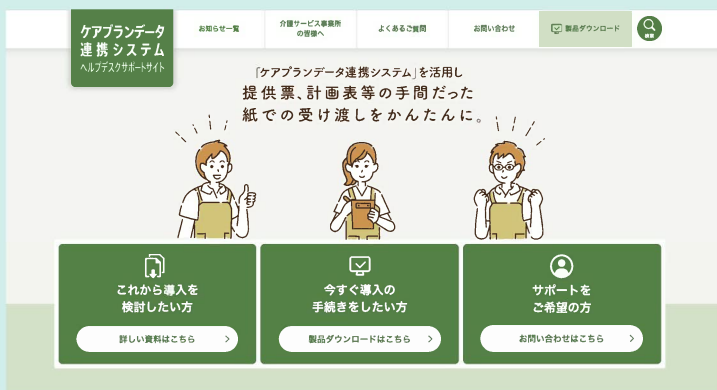 ケアプランデータ
連携システム
ヘルプデスクサポートサイト
お知らせ一覧
介護サービス事業所
の皆様へ
よくあるご質問
お問い合わせ
製品ダウンロード
検索
「ケアプランデータ連携システム」を活用し
提供票、計画表等の手間だった
紙での受け渡しをかんたんに。
これから導入を
検討したい方
詳しい資料はこちら
今すぐ導入の
手続きをしたい方
製品ダウンロードはこちら
サポートを
ご希望の方
お問い合わせはこちら